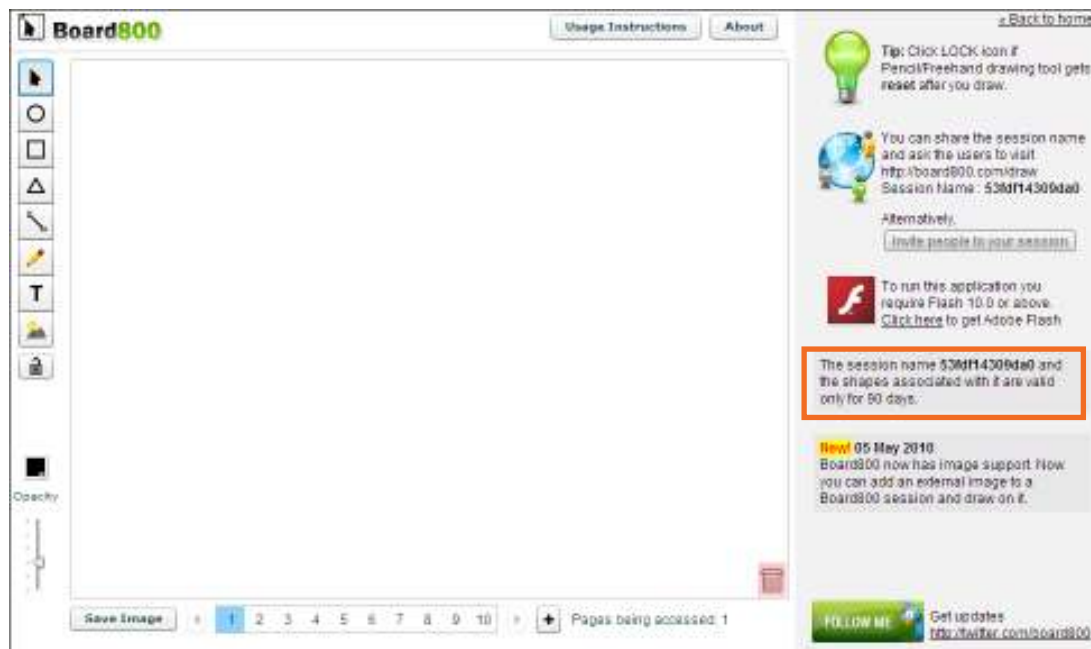 Board800
Usage Instructions
About
« Back to home
Tip: Click LOCK icon if
Pencil/Freehand drawing tool gets
reset after you draw.
You can share the session name
and ask the users to visit
http://board800.com/draw
Session Name : 53fdf14309da0
Alternatively,
Invite people to your session
To run this application you
require Flash 10.0 or above.
Click here to get Adobe Flash
The session name 53fdf14309da0 and
the shapes associated with it are valid
only for 90 days.
New! 05 May 2010
Board800 now has image support. Now
you can add an external image to a
Board800 session and draw on it.
T
Opacity
Save Image
1 2 3 4 5 6 7 8 9 10
Pages being accessed: 1
FOLLOW ME
Get updates
http://twitter.com/board800